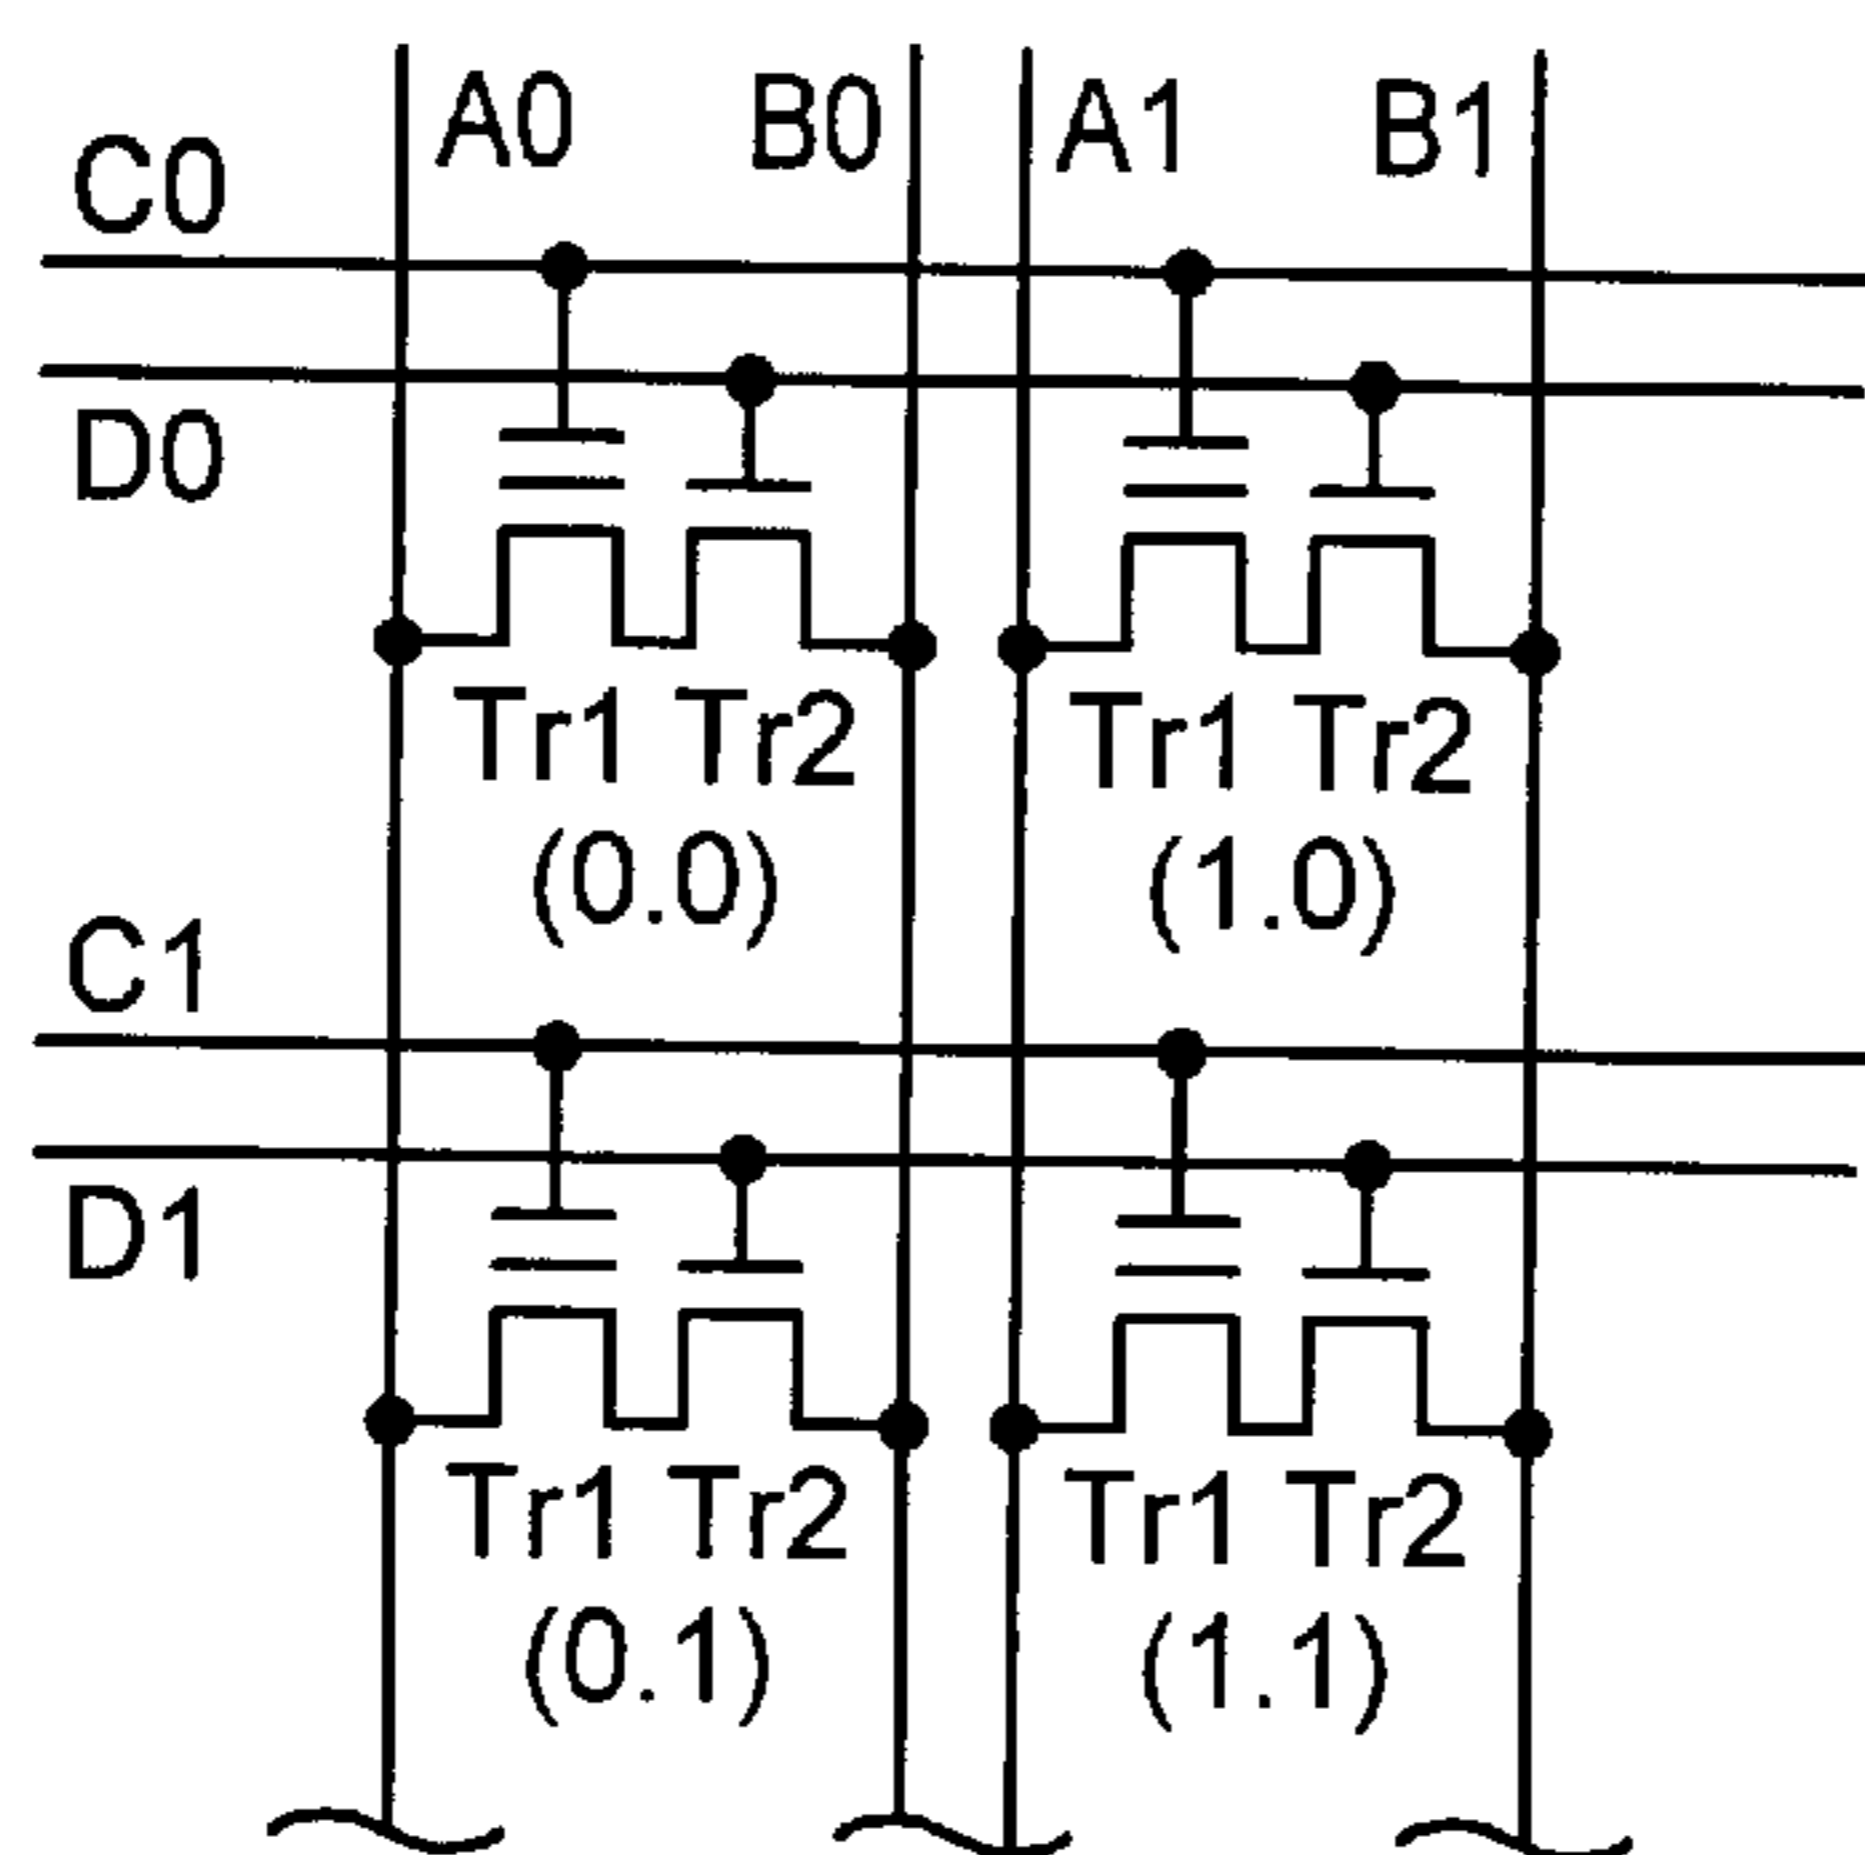 A0 B0 A1 B1
C0
D0
Tr1 Tr2 Tr1 Tr2
(0.0) (1.0)
C1
D1
Tr1 Tr2 Tr1 Tr2
(0.1) (1.1)